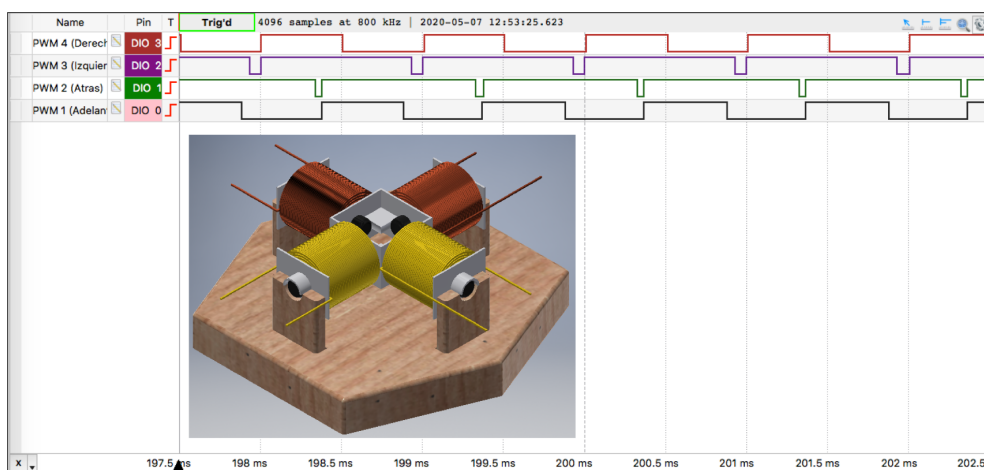 Name Pin T Trig'd 4096 samples at 800 kHz | 2020-05-07 12:53:25.623
PWM 4 (Derech DIO 3
PWM 3 (Izquier DIO 2
PWM 2 (Atras) DIO 1
PWM 1 (Adelan DIO 0
X 197.5 ms 198 ms 198.5 ms 199 ms 199.5 ms 200 ms 200.5 ms 201 ms 201.5 ms 202 ms 202.5